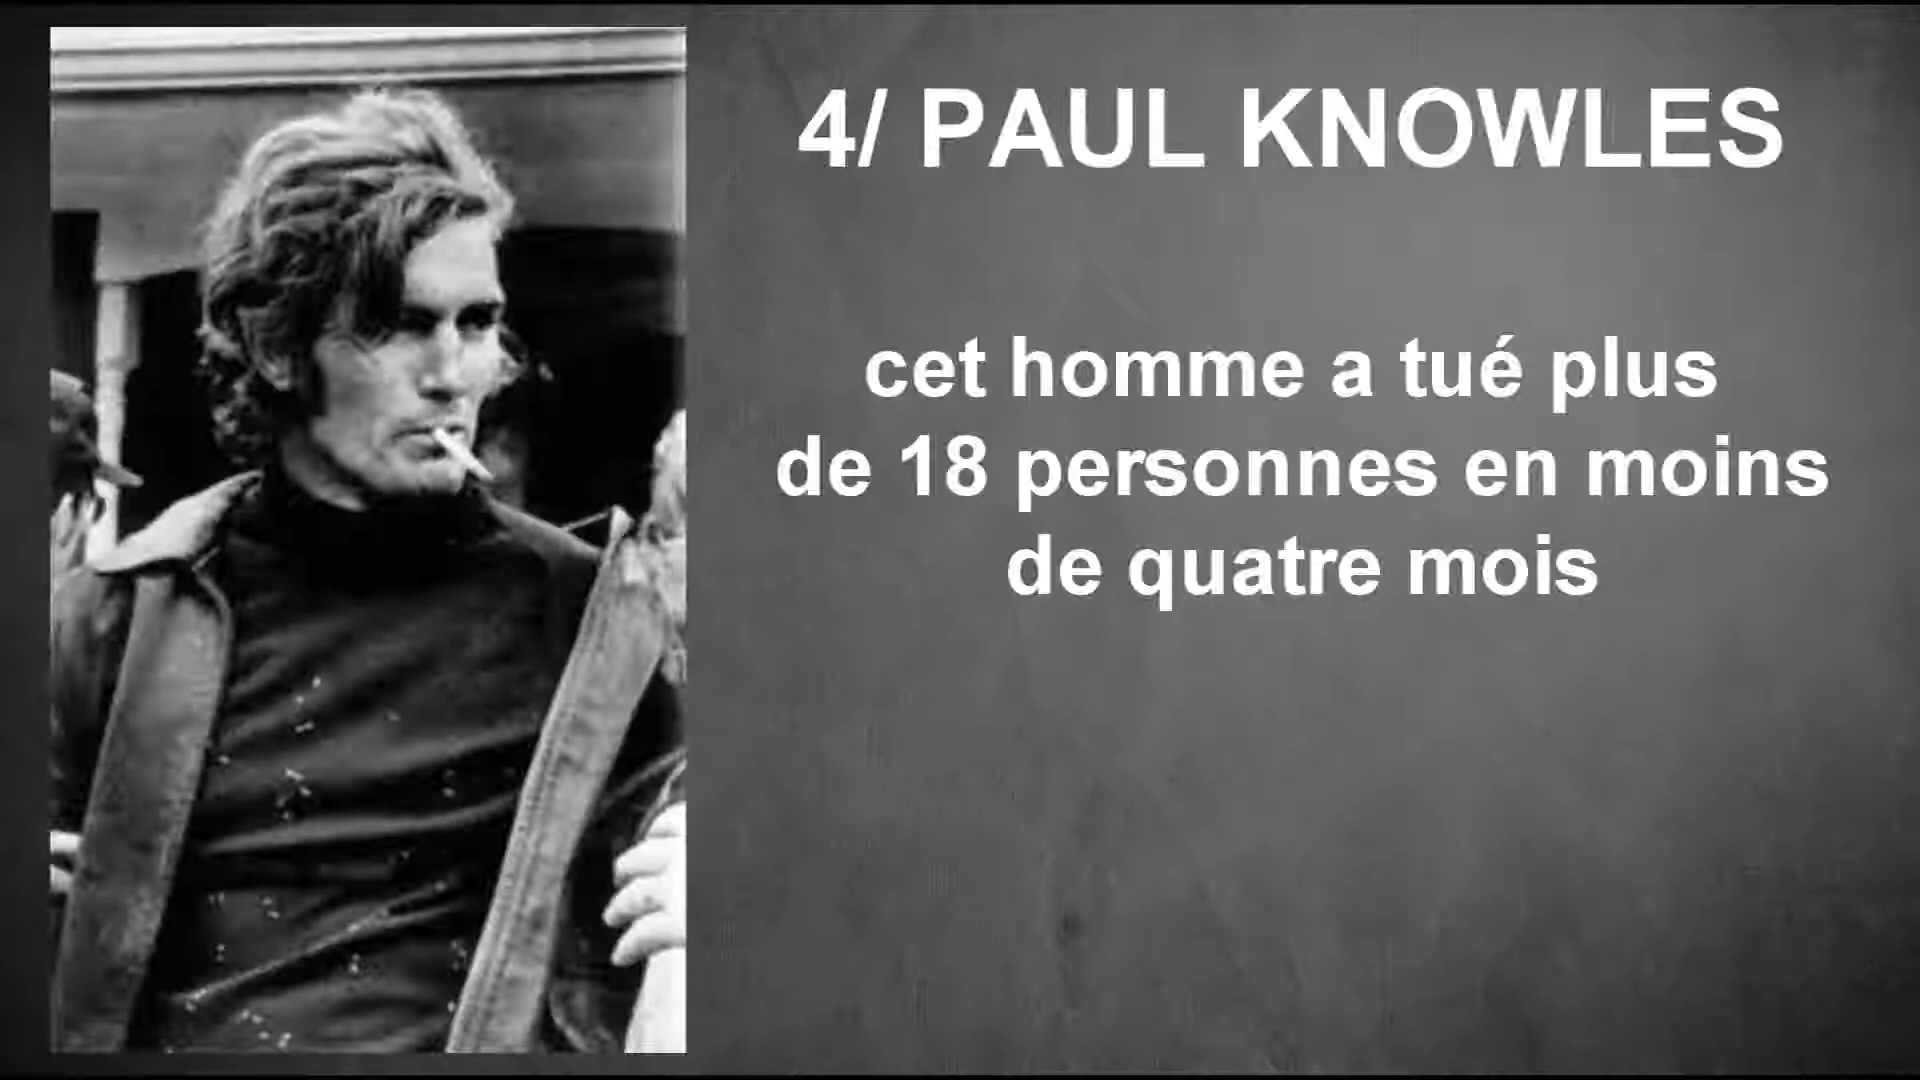 4/ PAUL KNOWLES
cet homme a tué plus
de 18 personnes en moins
de quatre mois